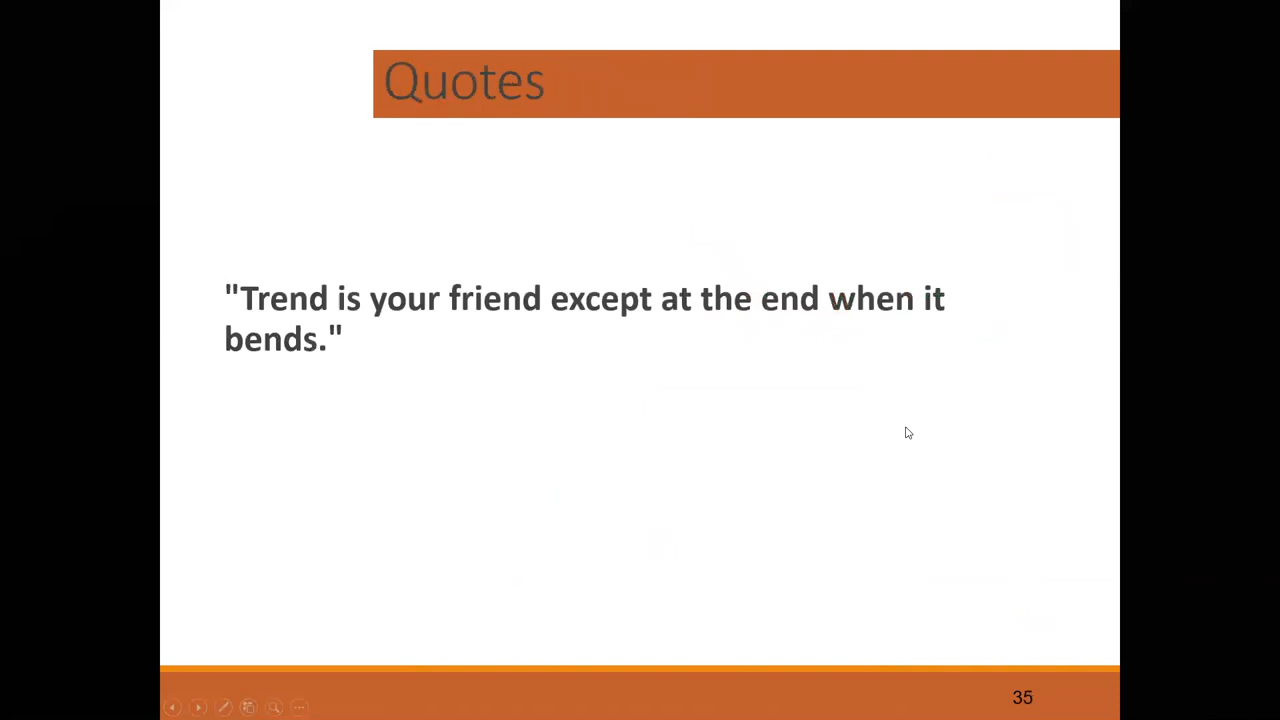 Quotes
"Trend is your friend except at the end when it
bends."
35